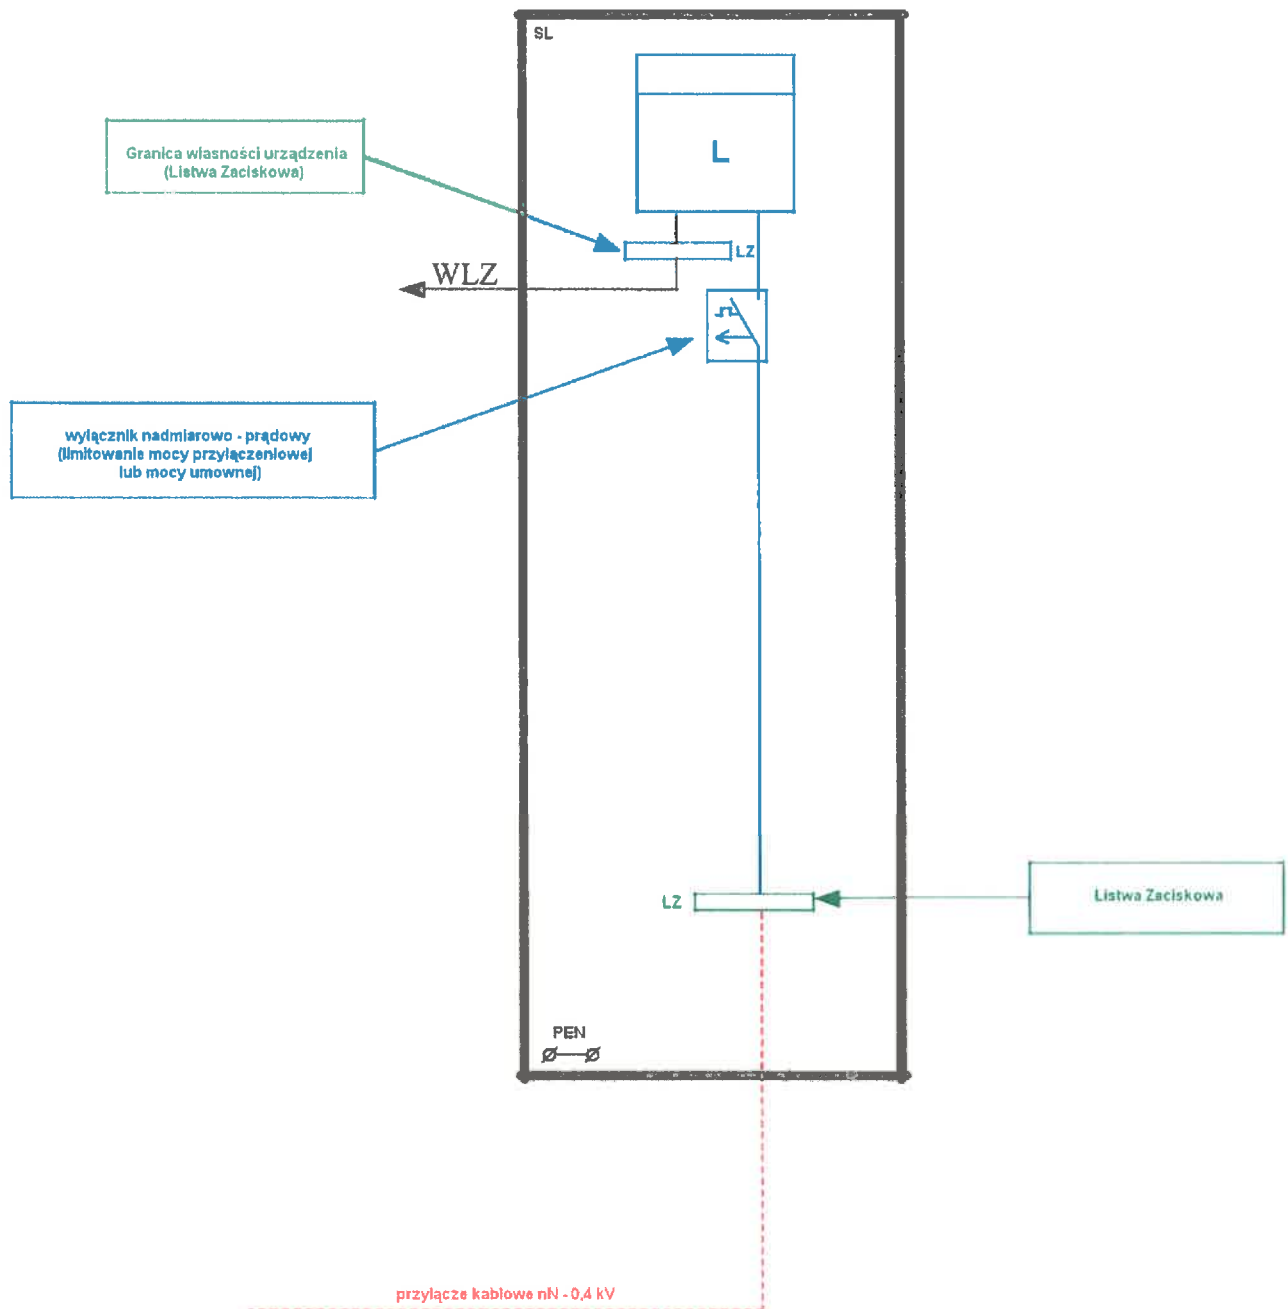 SL
L
Granica własności urządzenia
(Listwa Zaciskowa)
LZ
WLZ
wyłącznik nadmiarowo - prądowy
(limitowanie mocy przyłączeniowej
lub mocy umownej)
LZ
Listwa Zaciskowa
PEN
przyłącze kablowe nN - 0,4 kV